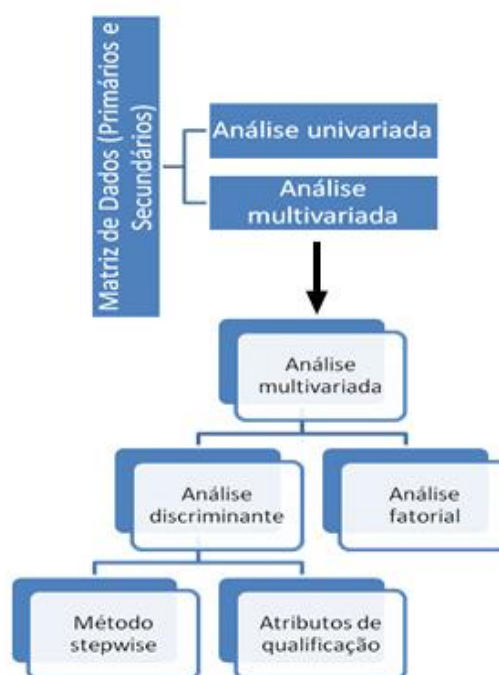 Matriz de Dados (Primários e
Secundários)
Análise univariada
Análise
multivariada
Análise
multivariada
Análise
discriminante
Análise
fatorial
Método
stepwise
Atributos de
qualificação